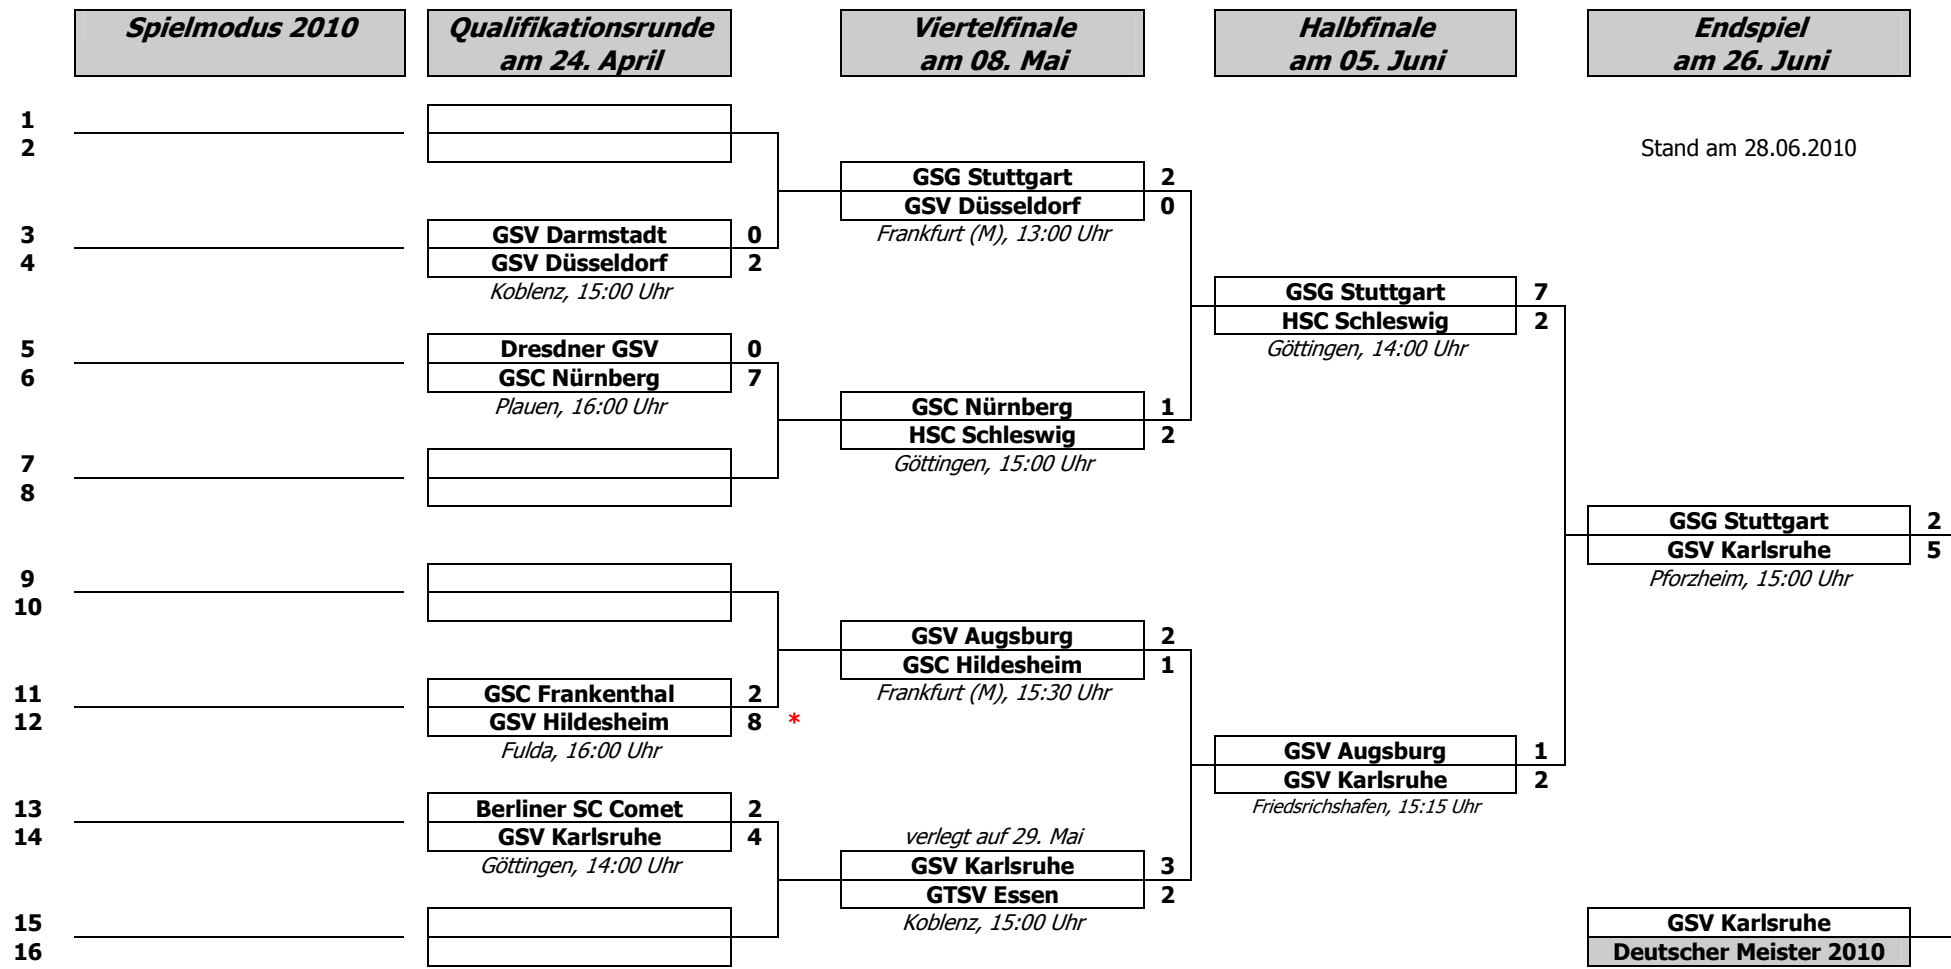 Spielmodus 2010
Qualifikationsrunde
am 24. April
Viertelfinale
am 08. Mai
Halbfinale
am 05. Juni
Endspiel
am 26. Juni
Stand am 28.06.2010
1
2
3
4
5
6
7
8
9
10
11
12
13
14
15
16
GSV Darmstadt 0
GSV Düsseldorf 2
Koblenz, 15:00 Uhr
Dresdner GSV 0
GSC Nürnberg 7
Plauen, 16:00 Uhr
GSC Frankenthal 2
GSV Hildesheim 8 *
Fulda, 16:00 Uhr
Berliner SC Comet 2
GSV Karlsruhe 4
Göttingen, 14:00 Uhr
GSG Stuttgart 2
GSV Düsseldorf 0
Frankfurt (M), 13:00 Uhr
GSC Nürnberg 1
HSC Schleswig 2
Göttingen, 15:00 Uhr
GSV Augsburg 2
GSC Hildesheim 1
Frankfurt (M), 15:30 Uhr
verlegt auf 29. Mai
GSV Karlsruhe 3
GTSV Essen 2
Koblenz, 15:00 Uhr
GSG Stuttgart 7
HSC Schleswig 2
Göttingen, 14:00 Uhr
GSV Augsburg 1
GSV Karlsruhe 2
Friedsrichshafen, 15:15 Uhr
GSG Stuttgart 2
GSV Karlsruhe 5
Pforzheim, 15:00 Uhr
GSV Karlsruhe
Deutscher Meister 2010